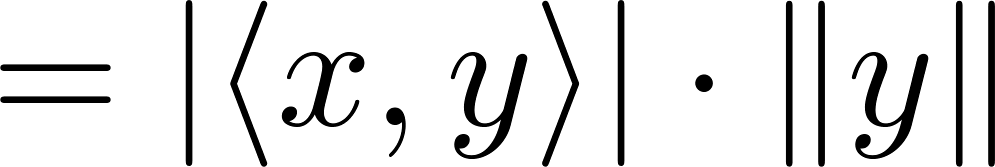 = |⟨x, y⟩| · ‖y‖